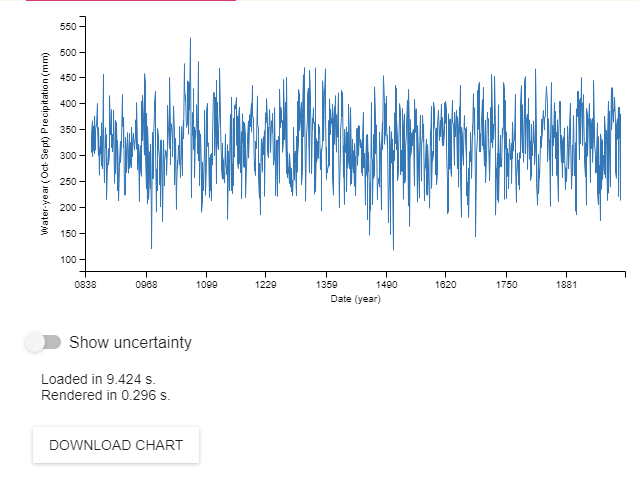 550
500
450
400
350
300
250
200
150
100
Water-year (Oct-Sept) Precipitation (mm)
0838 0968 1099 1229 1359 1490 1620 1750 1881
Date (year)
Show uncertainty
Loaded in 9.424 s.
Rendered in 0.296 s.
DOWNLOAD CHART